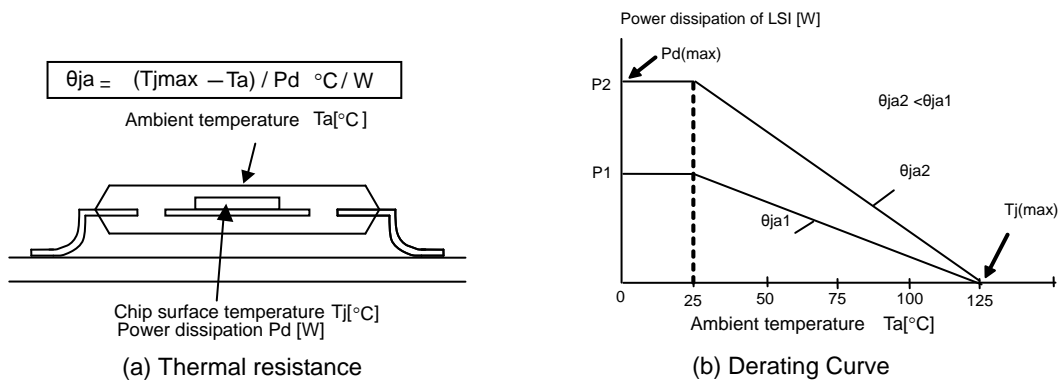 θja = (Tjmax – Ta) / Pd °C / W
Ambient temperature Ta[°C]
Chip surface temperature Tj[°C]
Power dissipation Pd [W]
(a) Thermal resistance
Power dissipation of LSI [W]
Pd(max)
P2
θja2 <θja1
P1
θja2
θja1
Tj(max)
0 25 50 75 100 125
Ambient temperature Ta[°C]
(b) Derating Curve